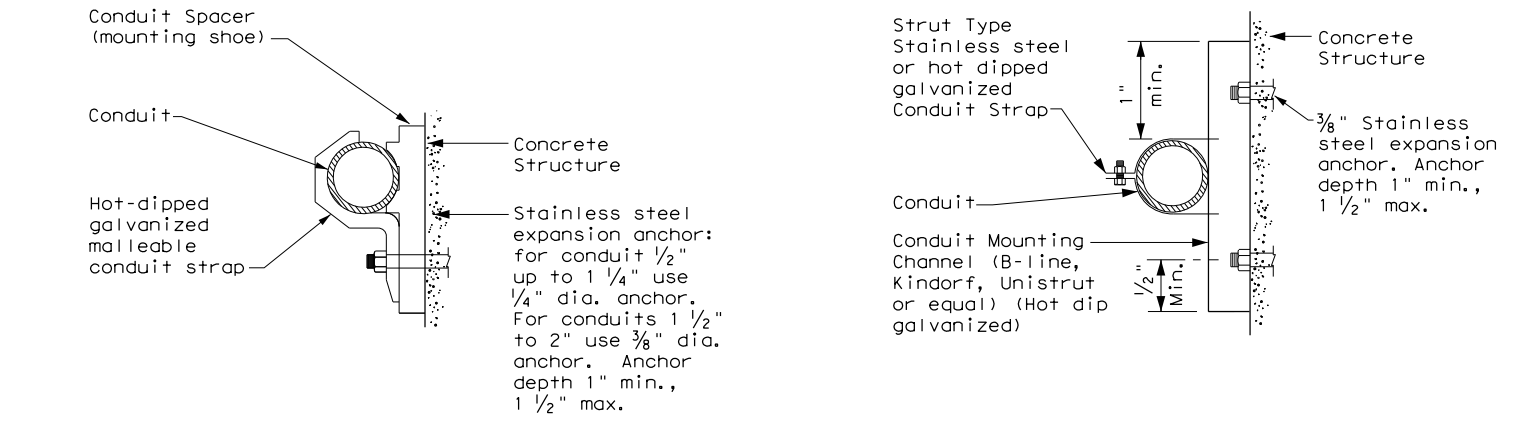 Conduit Spacer
(mounting shoe)
Conduit
Hot-dipped
galvanized
malleable
conduit strap
Concrete
Structure
Stainless steel
expansion anchor:
for conduit 1/2"
up to 1 1/4" use
1/4" dia. anchor.
For conduits 1 1/2"
to 2" use 3/8" dia.
anchor. Anchor
depth 1" min.,
1 1/2" max.
Strut Type
Stainless steel
or hot dipped
galvanized
Conduit Strap
1"
min.
Conduit
Conduit Mounting
Channel (B-line,
Kindorf, Unistrut
or equal) (Hot dip
galvanized)
1/2"
Min.
Concrete
Structure
3/8" Stainless
steel expansion
anchor. Anchor
depth 1" min.,
1 1/2" max.